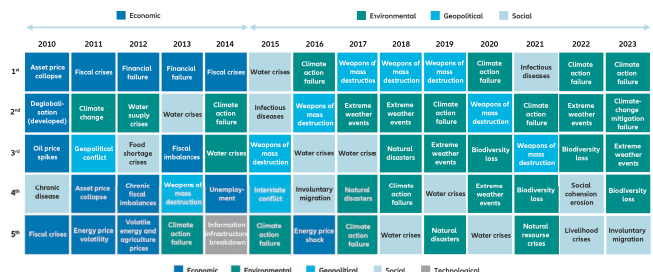 Economic Environmental Geopolitical Social
2010 2011 2012 2013 2014 2015 2016 2017 2018 2019 2020 2021 2022 2023
1st Asset price collapse Fiscal crises Financial failure Financial failure Fiscal crises Water crises Climate action failure Weapons of mass destruction Weapons of mass destruction Weapons of mass destruction Climate action failure Infectious diseases Climate action failure Climate action failure
2nd Deglobali- sation (developed) Climate change Water supply crises Water crises Climate action failure Infectious diseases Weapons of mass destruction Extreme weather events Extreme weather events Climate action failure Weapons of mass destruction Climate action failure Extreme weather events Climate- change mitigation failure
3rd Oil price spikes Geopolitical conflict Food shortage crises Fiscal imbalances Water crises Weapons of mass destruction Water crises Water crises Natural disasters Extreme weather events Biodiversity loss Weapons of mass destruction Biodiversity loss Extreme weather events
4th Chronic disease Asset price collapse Chronic fiscal imbalances Weapons of mass destruction Unemploy- ment Interstate conflict Involuntary migration Natural disasters Climate action failure Water crises Extreme weather events Biodiversity loss Social cohension erosion Biodiversity loss
5th Fiscal crises Energy price volatility Volatile energy and agriculture prices Climate action failure Information infrastructure breakdown Climate action failure Energy price shock Climate action failure Water crises Natural disasters Water crises Natural resourse crises Livelihood crises Involuntary migration
Economic Environmental Geopolitical Social Technological